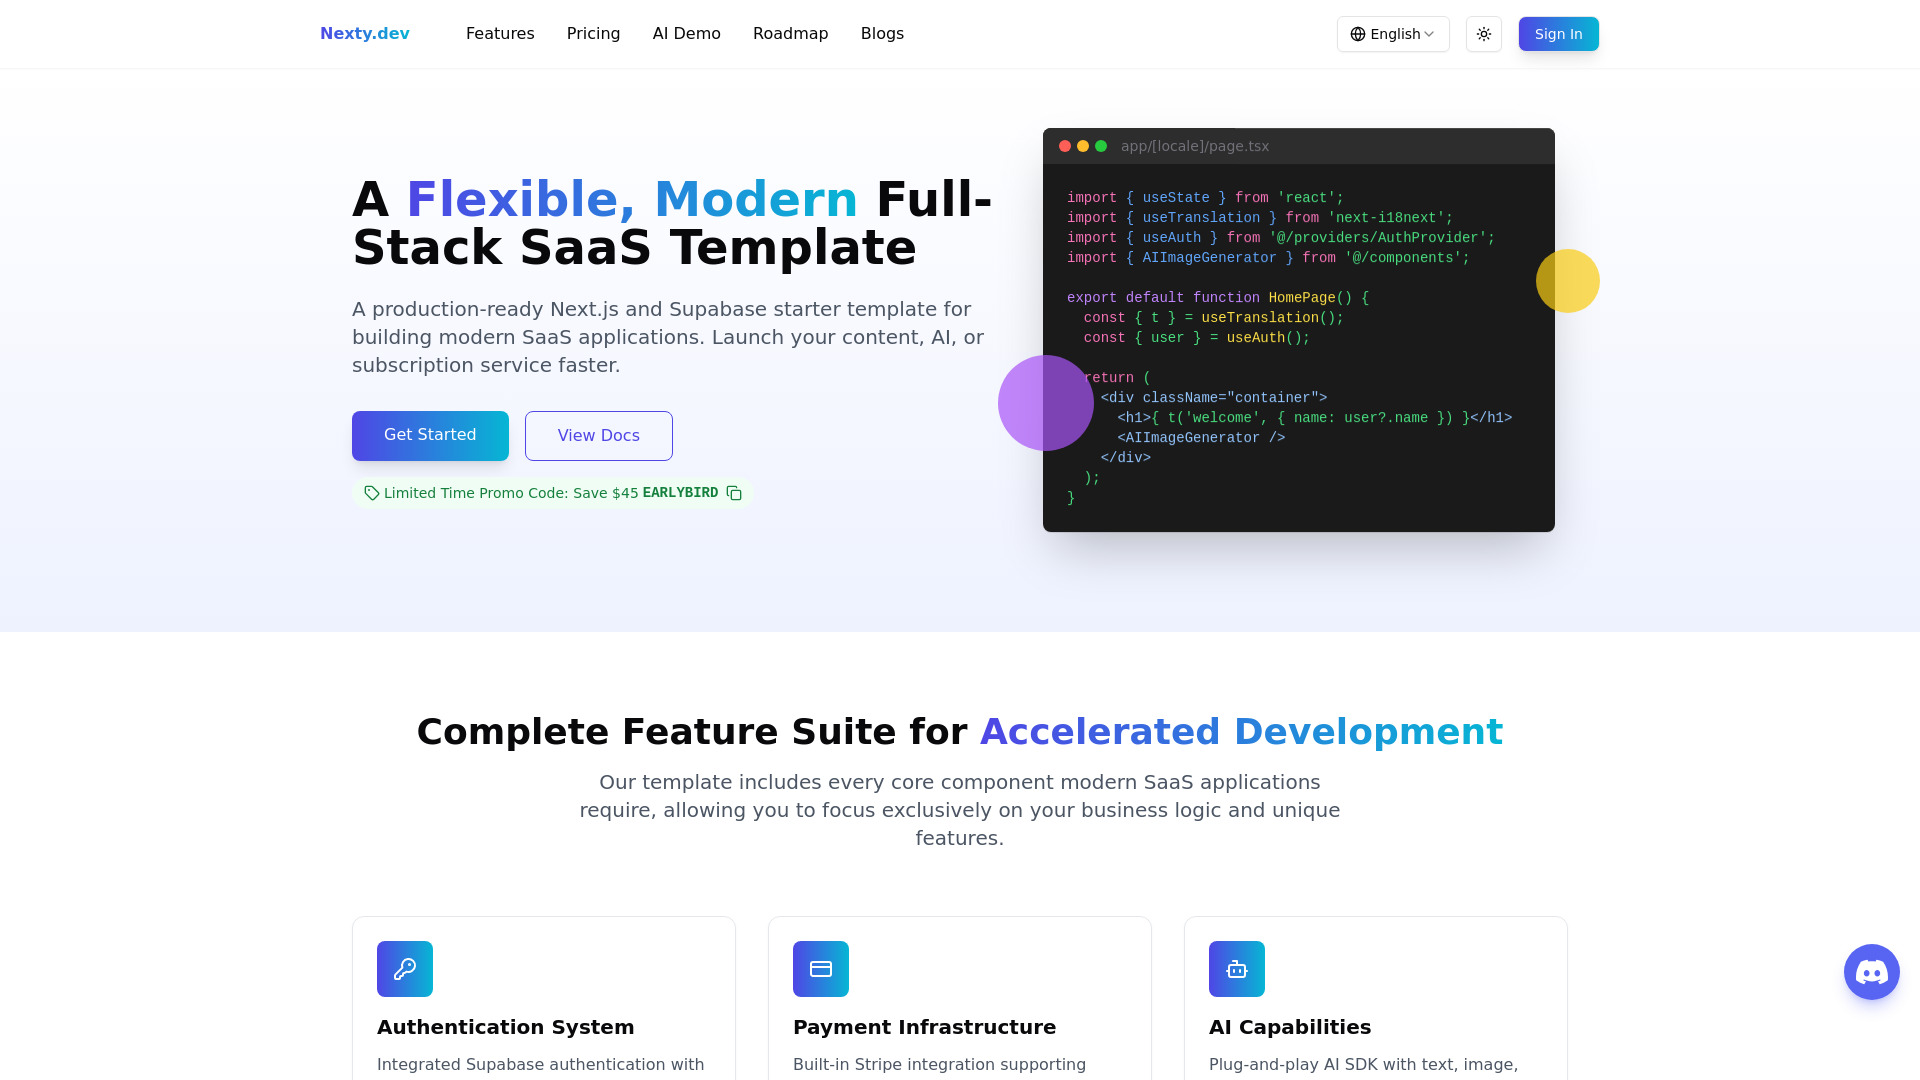 Nexty.dev
Features
Pricing
AI Demo
Roadmap
Blogs
English
Sign In
A Flexible, Modern Full-
Stack SaaS Template
A production-ready Next.js and Supabase starter template for
building modern SaaS applications. Launch your content, AI, or
subscription service faster.
Get Started
View Docs
Limited Time Promo Code: Save $45 EARLYBIRD
app/[locale]/page.tsx
import { useState } from 'react';
import { useTranslation } from 'next-i18next';
import { useAuth } from '@/providers/AuthProvider';
import { AIImageGenerator } from '@/components';
export default function HomePage() {
const { t } = useTranslation();
const { user } = useAuth();
return (
<div className="container">
<h1>{ t('welcome', { name: user?.name }) }</h1>
<AIImageGenerator />
</div>
);
}
Complete Feature Suite for Accelerated Development
Our template includes every core component modern SaaS applications
require, allowing you to focus exclusively on your business logic and unique
features.
Authentication System
Integrated Supabase authentication with
Payment Infrastructure
Built-in Stripe integration supporting
AI Capabilities
Plug-and-play AI SDK with text, image,